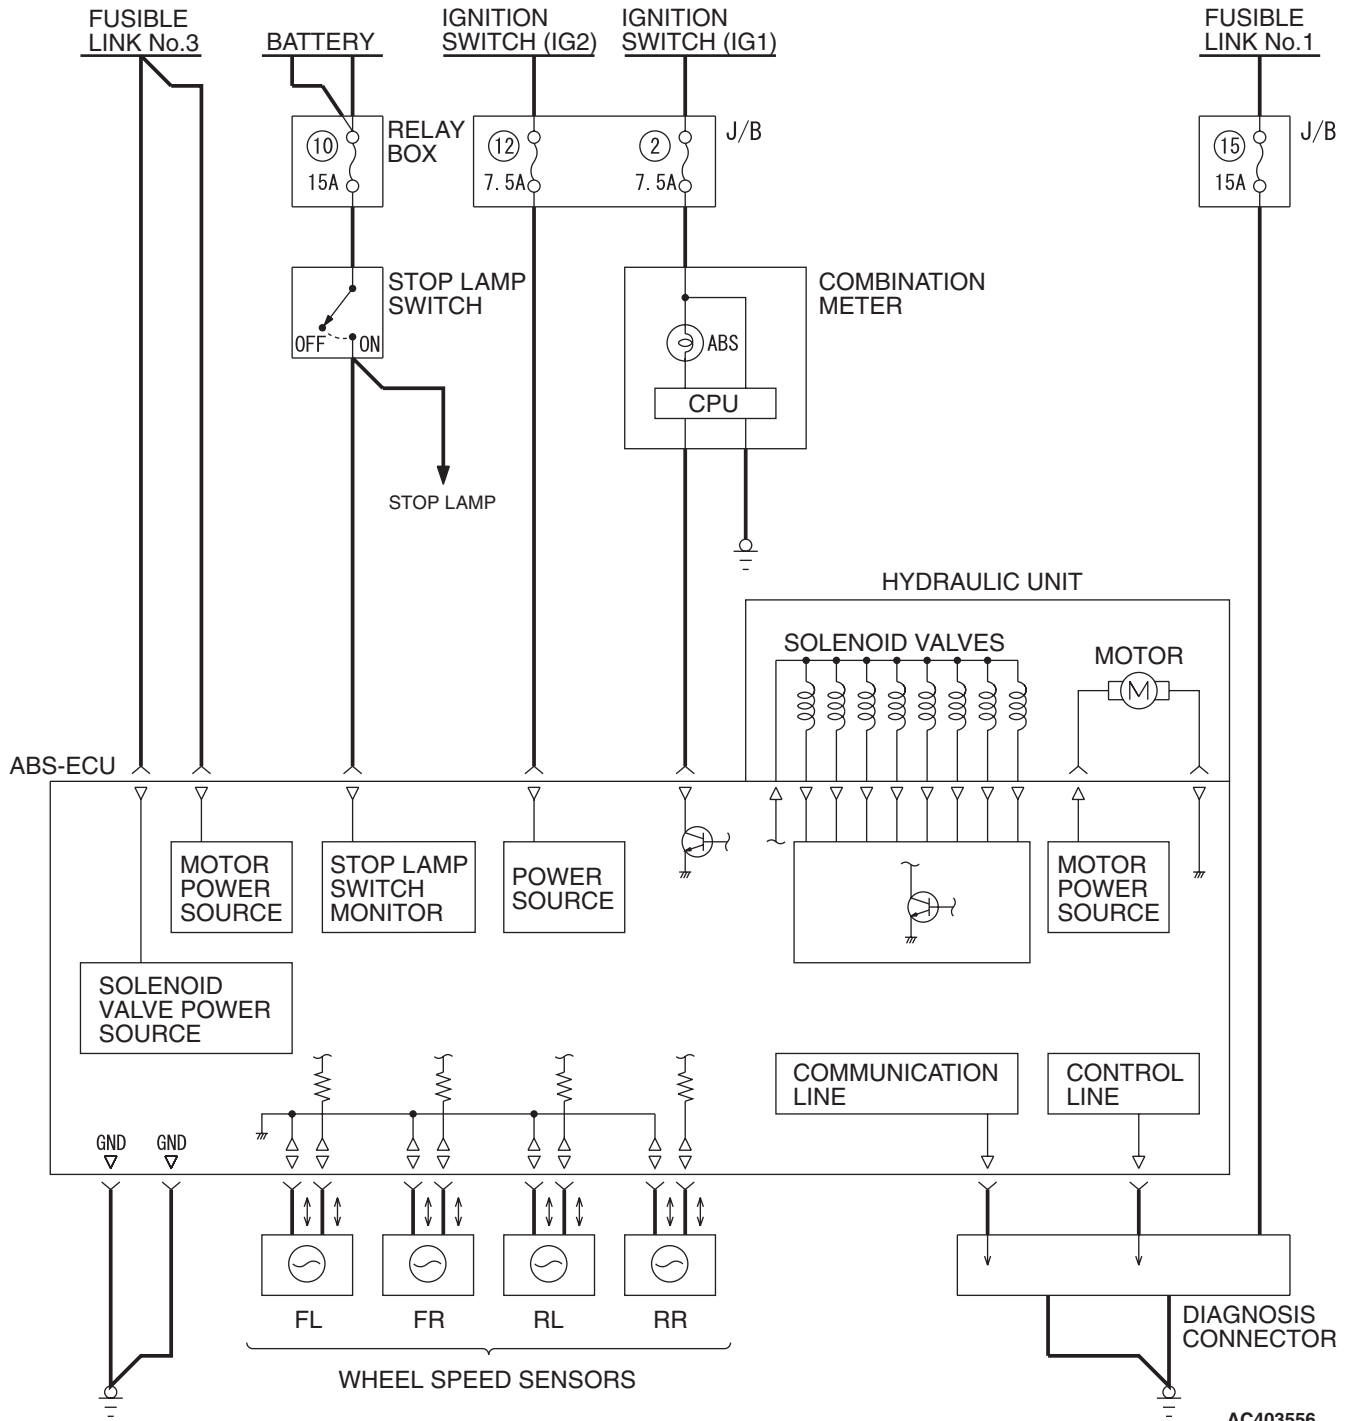 FUSIBLE
LINK No.3
BATTERY
IGNITION
SWITCH (IG2)
IGNITION
SWITCH (IG1)
FUSIBLE
LINK No.1
10
15A
RELAY
BOX
12
7.5A
2
7.5A
J/B
15
15A
J/B
STOP LAMP
SWITCH
OFF
ON
STOP LAMP
COMBINATION
METER
ABS
CPU
HYDRAULIC UNIT
SOLENOID VALVES
MOTOR
M
ABS-ECU
MOTOR
POWER
SOURCE
STOP LAMP
SWITCH
MONITOR
POWER
SOURCE
MOTOR
POWER
SOURCE
SOLENOID
VALVE POWER
SOURCE
COMMUNICATION
LINE
CONTROL
LINE
GND
GND
FL
FR
RL
RR
WHEEL SPEED SENSORS
DIAGNOSIS
CONNECTOR
AC403556